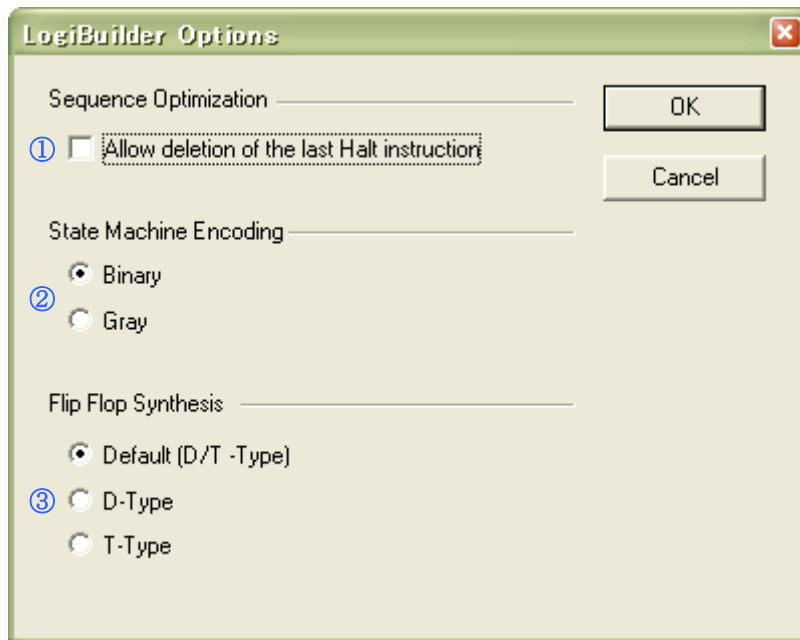 LogiBuilder Options
Sequence Optimization
OK
① Allow deletion of the last Halt instruction
Cancel
State Machine Encoding
② Binary
Gray
Flip Flop Synthesis
Default (D/T -Type)
③ D-Type
T-Type